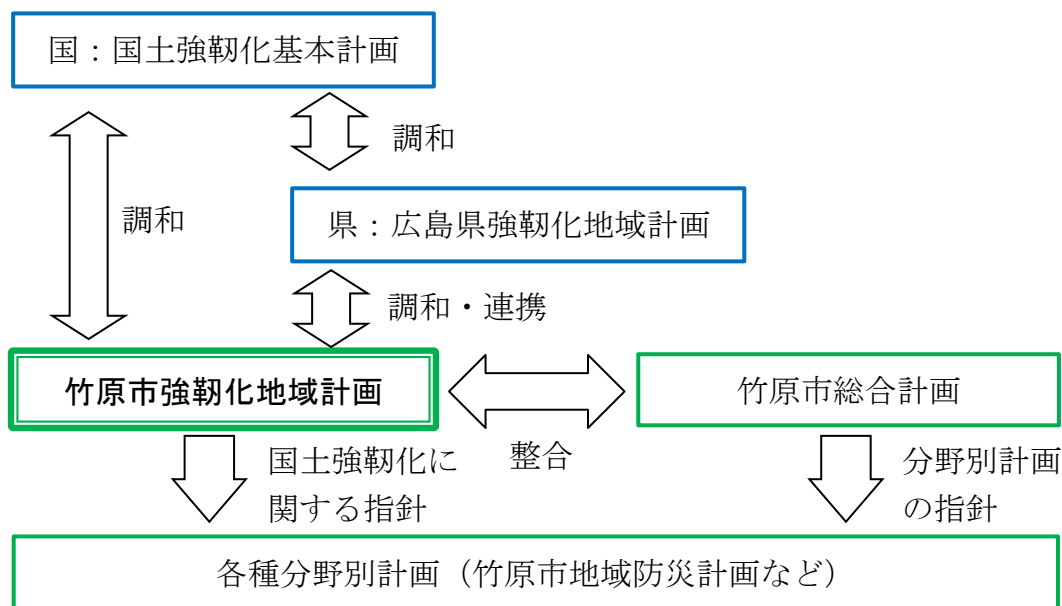 国：国土強靱化基本計画
調和
調和
県：広島県強靱化地域計画
調和・連携
竹原市強靱化地域計画
整合
竹原市総合計画
国土強靱化に
関する指針
分野別計画
の指針
各種分野別計画（竹原市地域防災計画など）